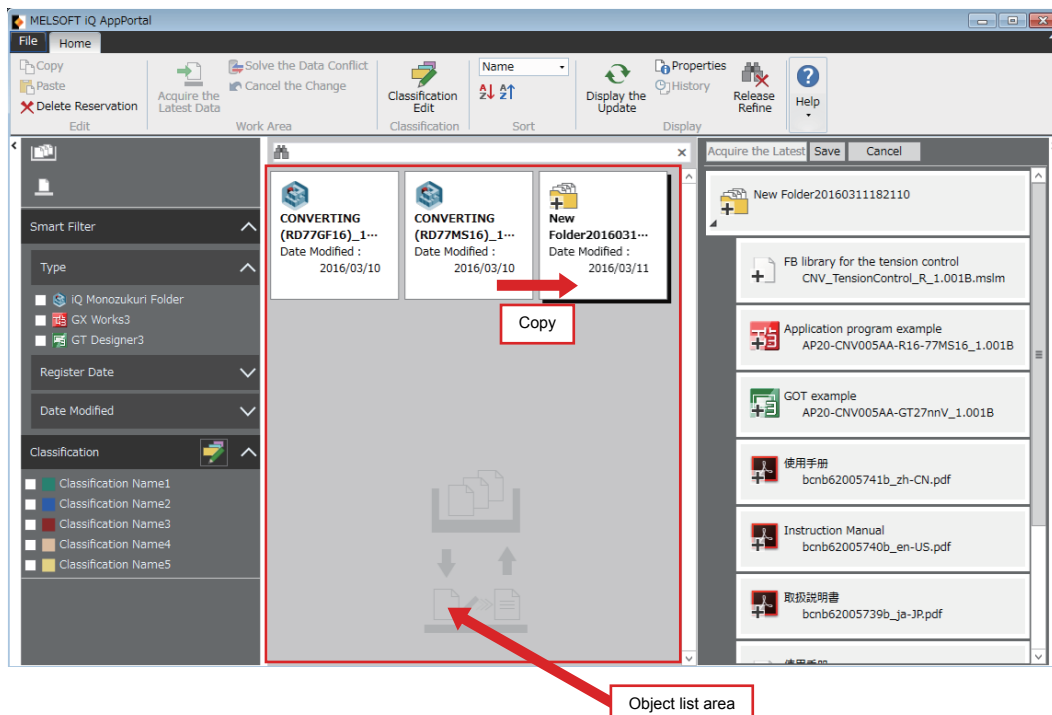 MELSOFT iQ AppPortal
File Home
Copy
Paste
Delete Reservation
Edit
Acquire the
Latest Data
Solve the Data Conflict
Cancel the Change
Work Area
Classification
Edit
Classification
Name
Sort
Display the
Update
Properties
History
Release
Refine
Display
Help
Smart Filter
Type
iQ Monozukuri Folder
GX Works3
GT Designer3
Register Date
Date Modified
Classification
Classification Name1
Classification Name2
Classification Name3
Classification Name4
Classification Name5
CONVERTING
(RD77GF16)_1···
Date Modified :
2016/03/10
CONVERTING
(RD77MS16)_1···
Date Modified :
2016/03/10
New
Folder2016031···
Date Modified :
2016/03/11
Copy
Object list area
Acquire the Latest Save Cancel
New Folder20160311182110
FB library for the tension control
CNV_TensionControl_R_1.001B.mslm
Application program example
AP20-CNV005AA-R16-77MS16_1.001B
GOT example
AP20-CNV005AA-GT27nnV_1.001B
使用手册
bcnb62005741b_zh-CN.pdf
Instruction Manual
bcnb62005740b_en-US.pdf
取扱説明書
bcnb62005739b_ja-JP.pdf